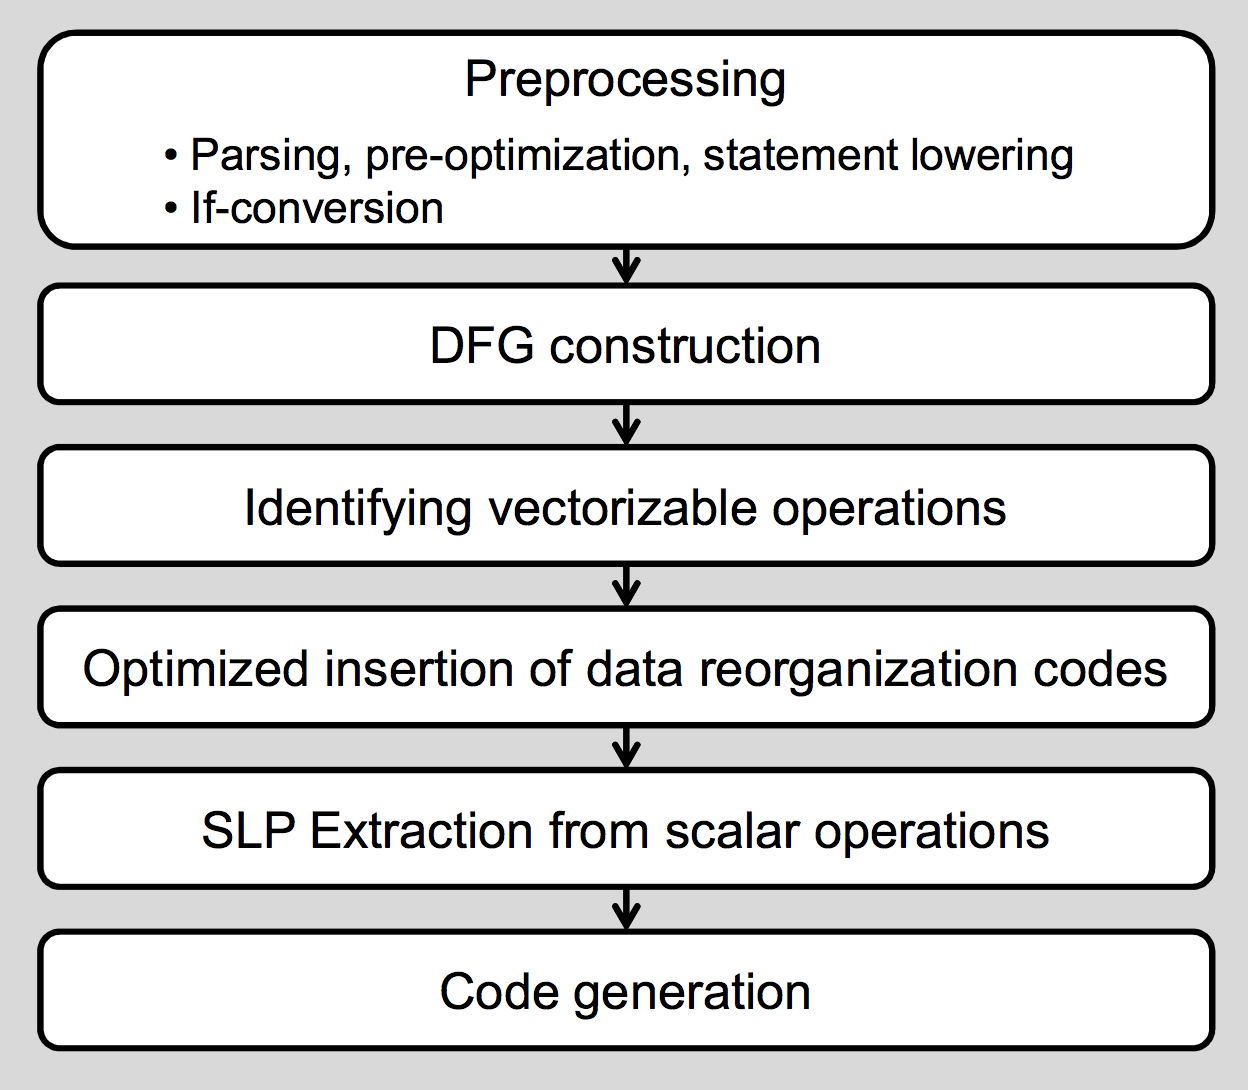 Preprocessing
• Parsing, pre-optimization, statement lowering
• If-conversion
DFG construction
Identifying vectorizable operations
Optimized insertion of data reorganization codes
SLP Extraction from scalar operations
Code generation